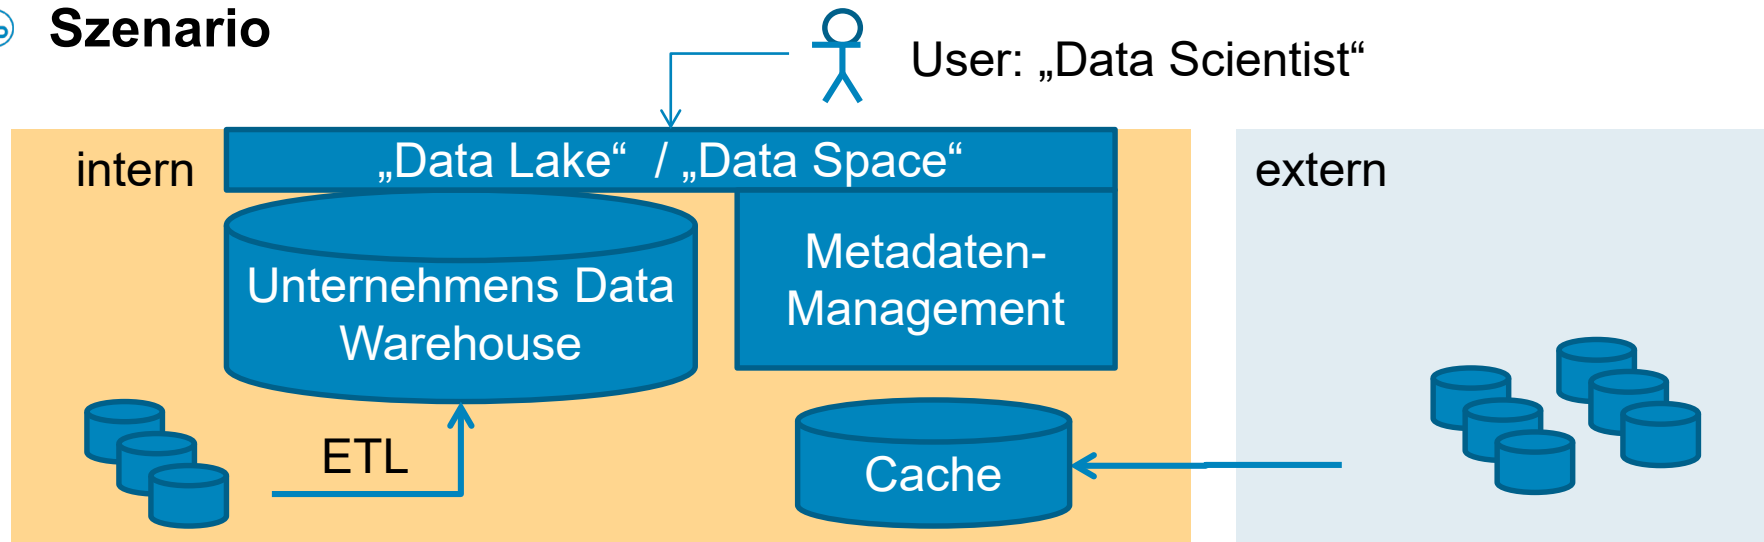 Szenario
User: „Data Scientist“
intern
„Data Lake“ / „Data Space“
extern
Unternehmens Data
Warehouse
Metadaten-
Management
ETL
Cache